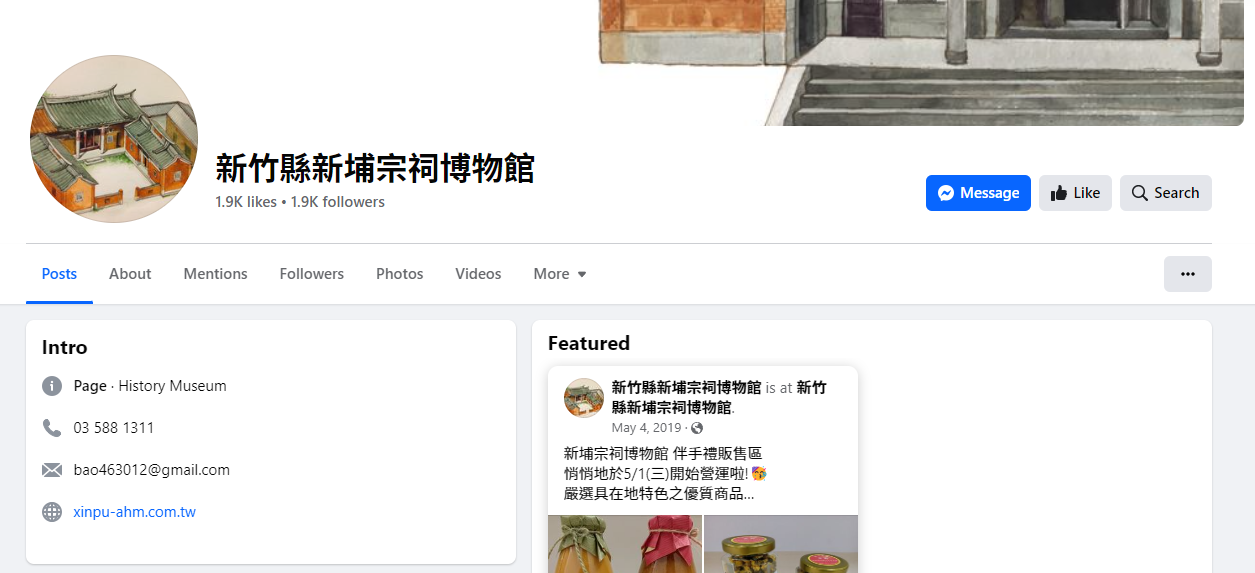 新竹縣新埔宗祠博物館
1.9K likes • 1.9K followers
Message
Like
Search
Posts
About
Mentions
Followers
Photos
Videos
More
Intro
Page · History Museum
03 588 1311
bao463012@gmail.com
xinpu-ahm.com.tw
Featured
新竹縣新埔宗祠博物館 is at 新竹
縣新埔宗祠博物館.
May 4, 2019 ·
新埔宗祠博物館 伴手禮販售區
悄悄地於5/1(三)開始營運啦! 🥳
嚴選具在地特色之優質商品...